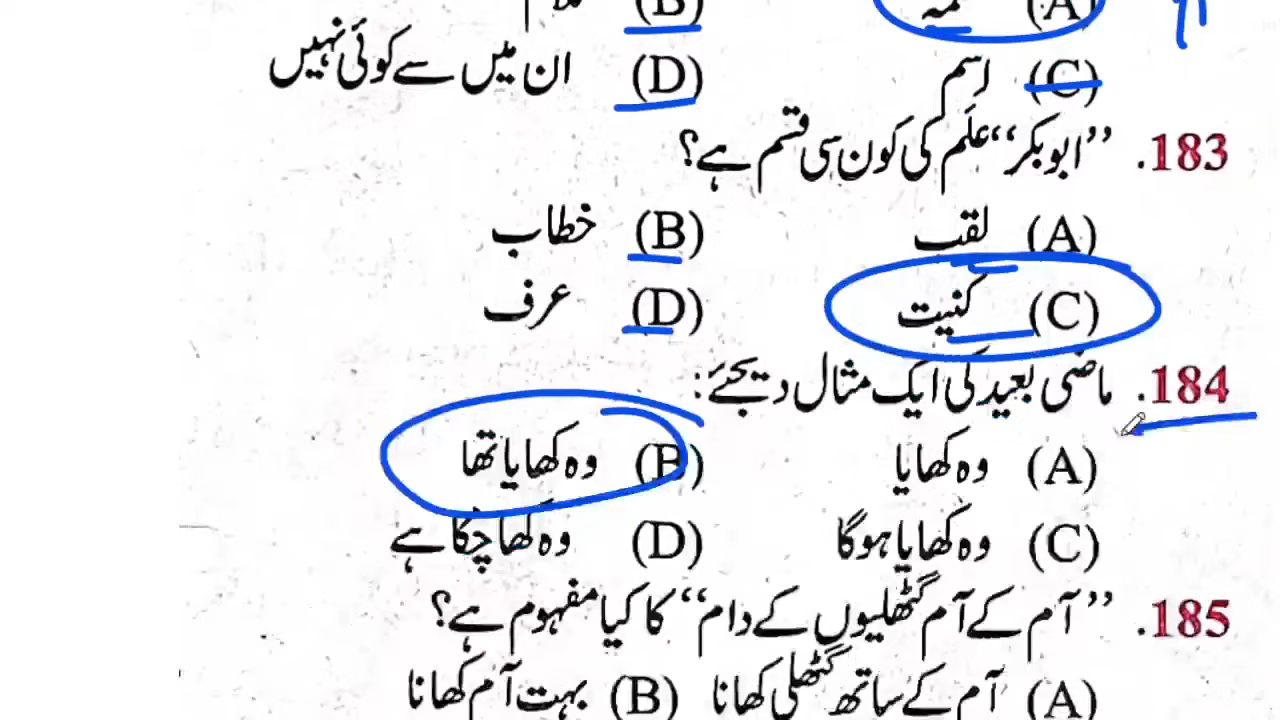 (A) (B)
(C) اسم (D) ان میں سے کوئی نہیں
183. ”ابوبکر“ علَم کی کون سی قسم ہے؟
(A) لقب (B) خطاب
(C) کنیت (D) عرف
184. ماضی بعید کی ایک مثال دیجئے:
(A) وہ کھایا (B) وہ کھایا تھا
(C) وہ کھایا ہوگا (D) وہ کھا چکا ہے
185. ”آم کے آم گٹھلیوں کے دام“ کا کیا مفہوم ہے؟
(A) آم کے ساتھ گٹھلی کھانا (B) بہت آم کھانا